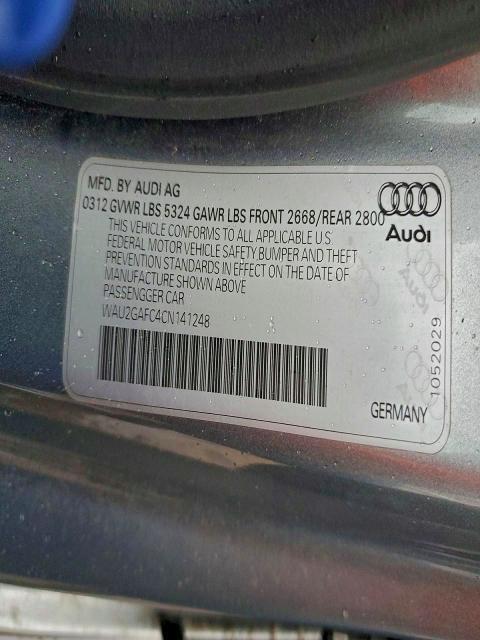 MFD. BY AUDI AG
0312 GVWR LBS 5324 GAWR LBS FRONT 2668/REAR 2800
THIS VEHICLE CONFORMS TO ALL APPLICABLE U.S.
FEDERAL MOTOR VEHICLE SAFETY BUMPER AND THEFT
PREVENTION STANDARDS IN EFFECT ON THE DATE OF
MANUFACTURE SHOWN ABOVE
PASSENGGER CAR
WAU2GAFC4CN141248
Audi
Audi
1052029
GERMANY